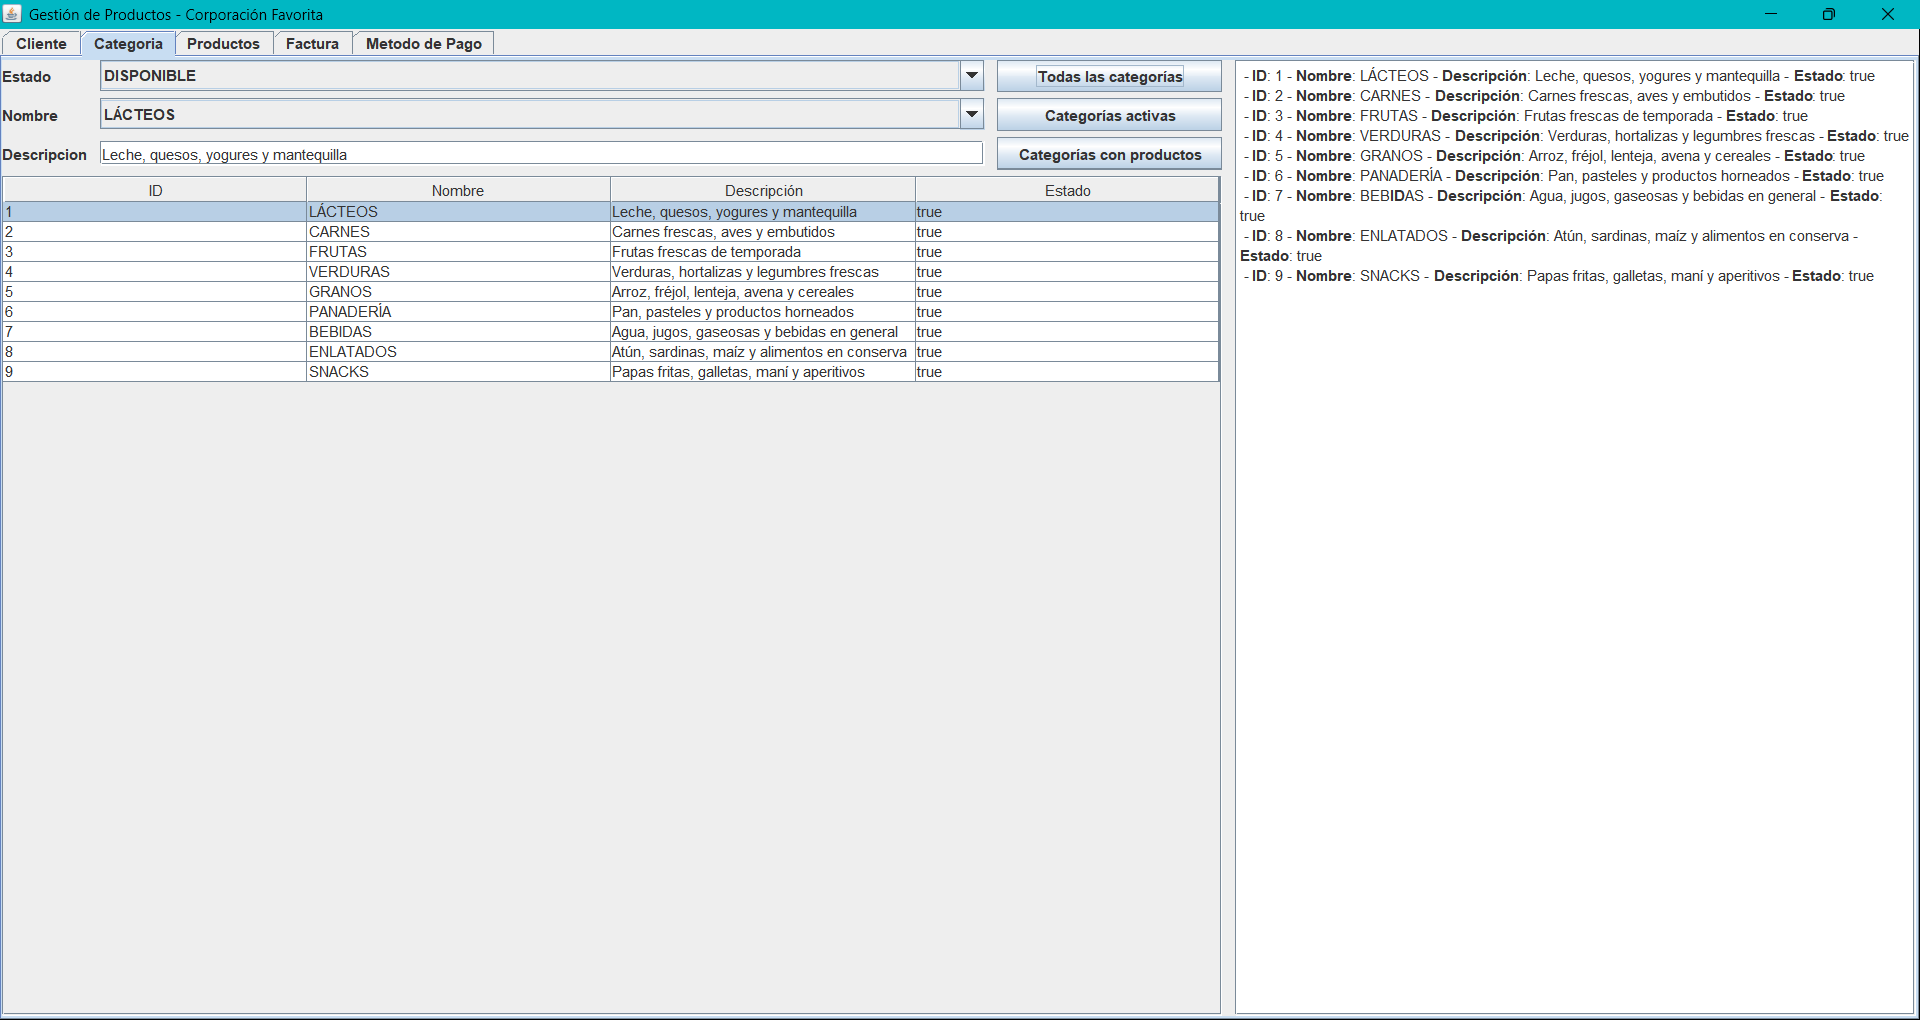 Gestión de Productos - Corporación Favorita
Cliente Categoria Productos Factura Metodo de Pago
Estado DISPONIBLE Todas las categorías
Nombre LÁCTEOS Categorías activas
Descripcion Leche, quesos, yogures y mantequilla Categorías con productos
ID Nombre Descripción Estado
1 LÁCTEOS Leche, quesos, yogures y mantequilla true
2 CARNES Carnes frescas, aves y embutidos true
3 FRUTAS Frutas frescas de temporada true
4 VERDURAS Verduras, hortalizas y legumbres frescas true
5 GRANOS Arroz, fréjol, lenteja, avena y cereales true
6 PANADERÍA Pan, pasteles y productos horneados true
7 BEBIDAS Agua, jugos, gaseosas y bebidas en general true
8 ENLATADOS Atún, sardinas, maíz y alimentos en conserva true
9 SNACKS Papas fritas, galletas, maní y aperitivos true
- ID: 1 - Nombre: LÁCTEOS - Descripción: Leche, quesos, yogures y mantequilla - Estado: true
- ID: 2 - Nombre: CARNES - Descripción: Carnes frescas, aves y embutidos - Estado: true
- ID: 3 - Nombre: FRUTAS - Descripción: Frutas frescas de temporada - Estado: true
- ID: 4 - Nombre: VERDURAS - Descripción: Verduras, hortalizas y legumbres frescas - Estado: true
- ID: 5 - Nombre: GRANOS - Descripción: Arroz, fréjol, lenteja, avena y cereales - Estado: true
- ID: 6 - Nombre: PANADERÍA - Descripción: Pan, pasteles y productos horneados - Estado: true
- ID: 7 - Nombre: BEBIDAS - Descripción: Agua, jugos, gaseosas y bebidas en general - Estado:
true
- ID: 8 - Nombre: ENLATADOS - Descripción: Atún, sardinas, maíz y alimentos en conserva -
Estado: true
- ID: 9 - Nombre: SNACKS - Descripción: Papas fritas, galletas, maní y aperitivos - Estado: true